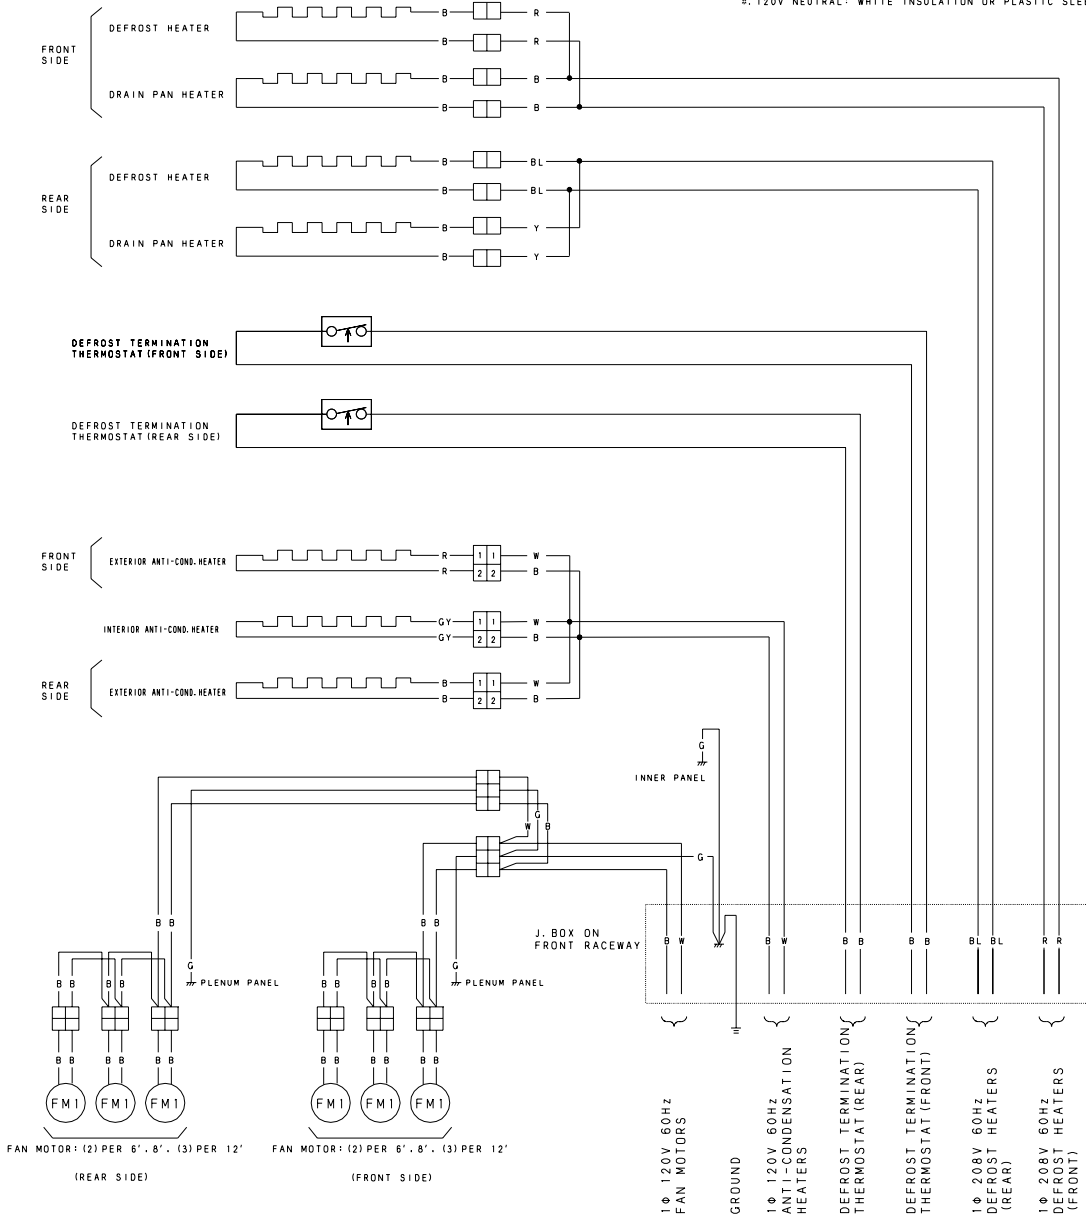 #. 120V NEUTRAL: WHITE INSULATION OR PLASTIC SLEE
B R
DEFROST HEATER
FRONT
SIDE
B R
B B
DRAIN PAN HEATER
B B
B BL
DEFROST HEATER
REAR
SIDE
B BL
B Y
DRAIN PAN HEATER
B Y
DEFROST TERMINATION
THERMOSTAT(FRONT SIDE)
DEFROST TERMINATION
THERMOSTAT(REAR SIDE)
FRONT
SIDE
EXTERIOR ANTI-COND.HEATER
R 1 1 W
R 2 2 B
INTERIOR ANTI-COND.HEATER
GY 1 1 W
GY 2 2 B
REAR
SIDE
EXTERIOR ANTI-COND.HEATER
B 1 1 W
B 2 2 B
G
INNER PANEL
G
W B
G
B B
B B
J. BOX ON
FRONT RACEWAY
B W B W B B B B BL BL R R
G PLENUM PANEL
G PLENUM PANEL
B B B B B B
B B B B B B
B B B B
FM1 FM1 FM1
FM1 FM1 FM1
FAN MOTOR: (2)PER 6'.8'. (3)PER 12'
(REAR SIDE)
FAN MOTOR: (2)PER 6'.8'. (3)PER 12'
(FRONT SIDE)
1Φ 120V 60Hz
FAN MOTORS
GROUND
1Φ 120V 60Hz
ANTI-CONDENSATION
HEATERS
DEFROST TERMINATION
THERMOSTAT(REAR)
DEFROST TERMINATION
THERMOSTAT(FRONT)
1Φ 208V 60Hz
DEFROST HEATERS
(REAR)
1Φ 208V 60Hz
DEFROST HEATERS
(FRONT)